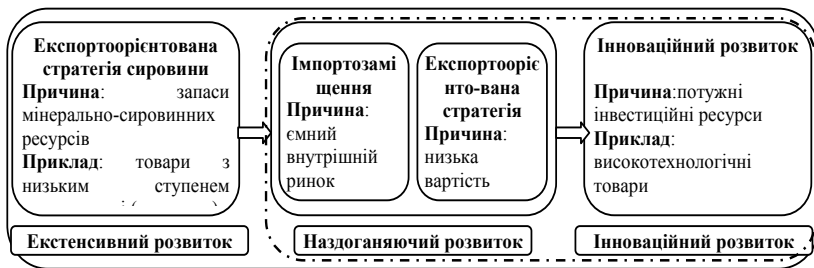 Експортоорієнтована
стратегія сировини
Причина: запаси
мінерально-сировинних
ресурсів
Приклад: товари з
низьким ступенем
Імпортозамі
щення
Причина:
ємний
внутрішній
ринок
Експортооріє
нто-вана
стратегія
Причина:
низька
вартість
Інноваційний розвиток
Причина:потужні
інвестиційні ресурси
Приклад:
високотехнологічні
товари
Екстенсивний розвиток
Наздоганяючий розвиток
Інноваційний розвиток